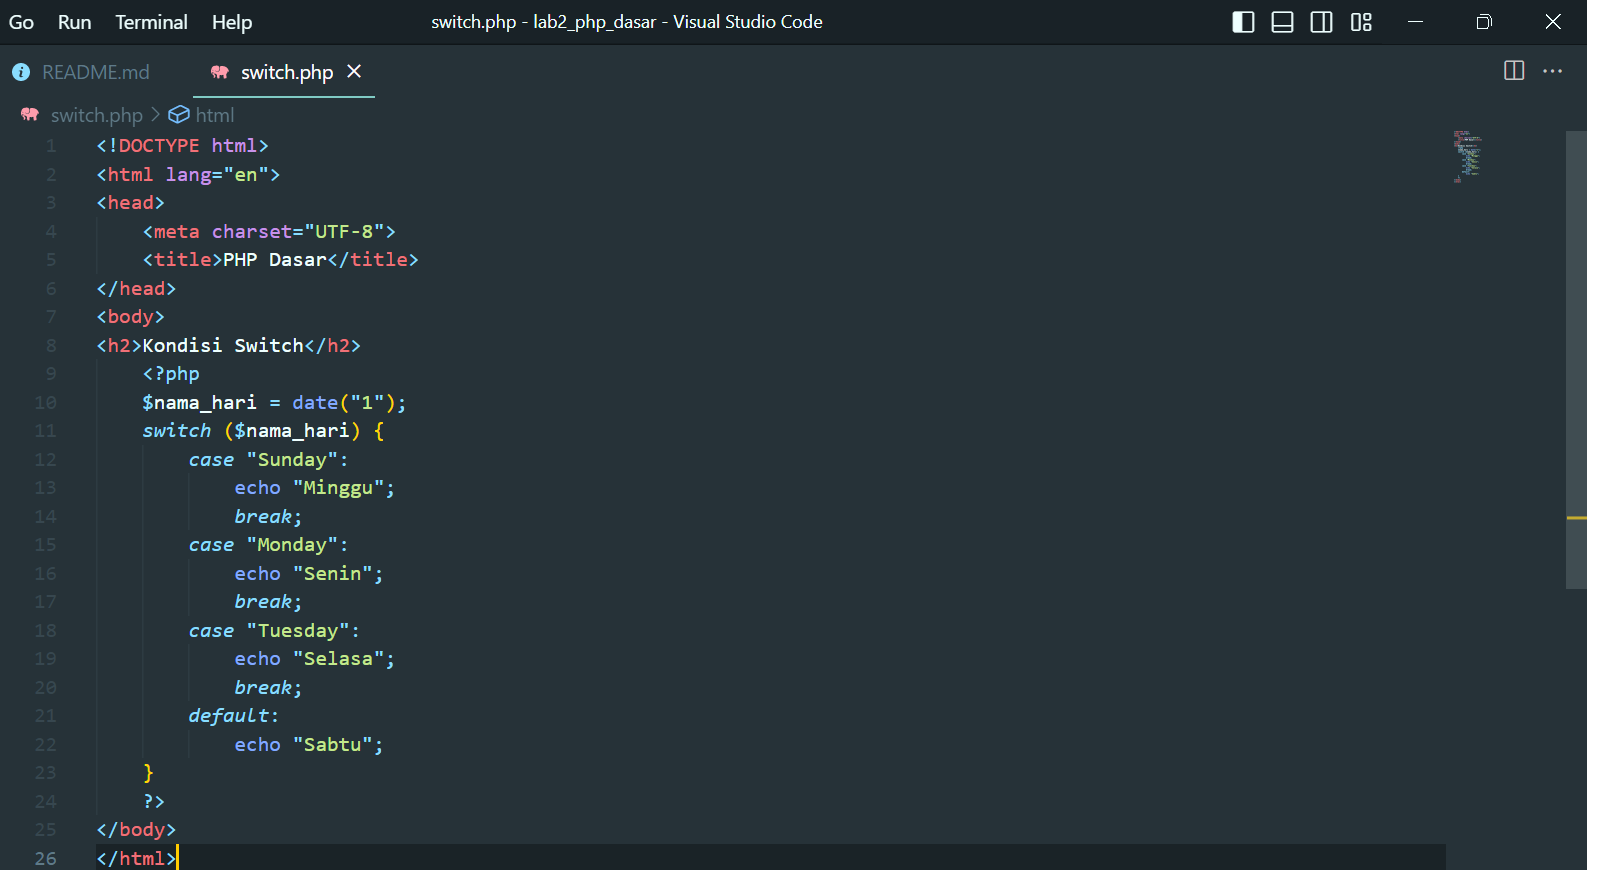 Go Run Terminal Help switch.php - lab2_php_dasar - Visual Studio Code
README.md switch.php
switch.php > html
1 <!DOCTYPE html>
2 <html lang="en">
3 <head>
4     <meta charset="UTF-8">
5     <title>PHP Dasar</title>
6 </head>
7 <body>
8 <h2>Kondisi Switch</h2>
9     <?php
10     $nama_hari = date("1");
11     switch ($nama_hari) {
12         case "Sunday":
13             echo "Minggu";
14             break;
15         case "Monday":
16             echo "Senin";
17             break;
18         case "Tuesday":
19             echo "Selasa";
20             break;
21         default:
22             echo "Sabtu";
23     }
24     ?>
25 </body>
26 </html>